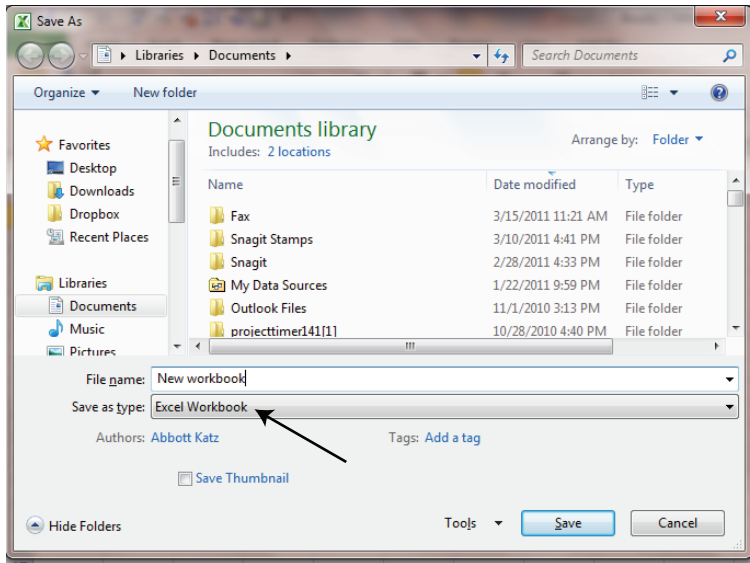 Save As
Libraries Documents Search Documents
Organize New folder
Favorites
Desktop
Downloads
Dropbox
Recent Places
Libraries
Documents
Music
Pictures
Documents library
Includes: 2 locations
Arrange by: Folder
Name Date modified Type
Fax 3/15/2011 11:21 AM File folder
Snagit Stamps 3/10/2011 4:41 PM File folder
Snagit 2/28/2011 4:33 PM File folder
My Data Sources 1/22/2011 9:59 PM File folder
Outlook Files 11/1/2010 3:13 PM File folder
projecttimer141[1] 10/28/2010 4:40 PM File folder
File name: New workbook
Save as type: Excel Workbook
Authors: Abbott Katz Tags: Add a tag
Save Thumbnail
Hide Folders Tools Save Cancel